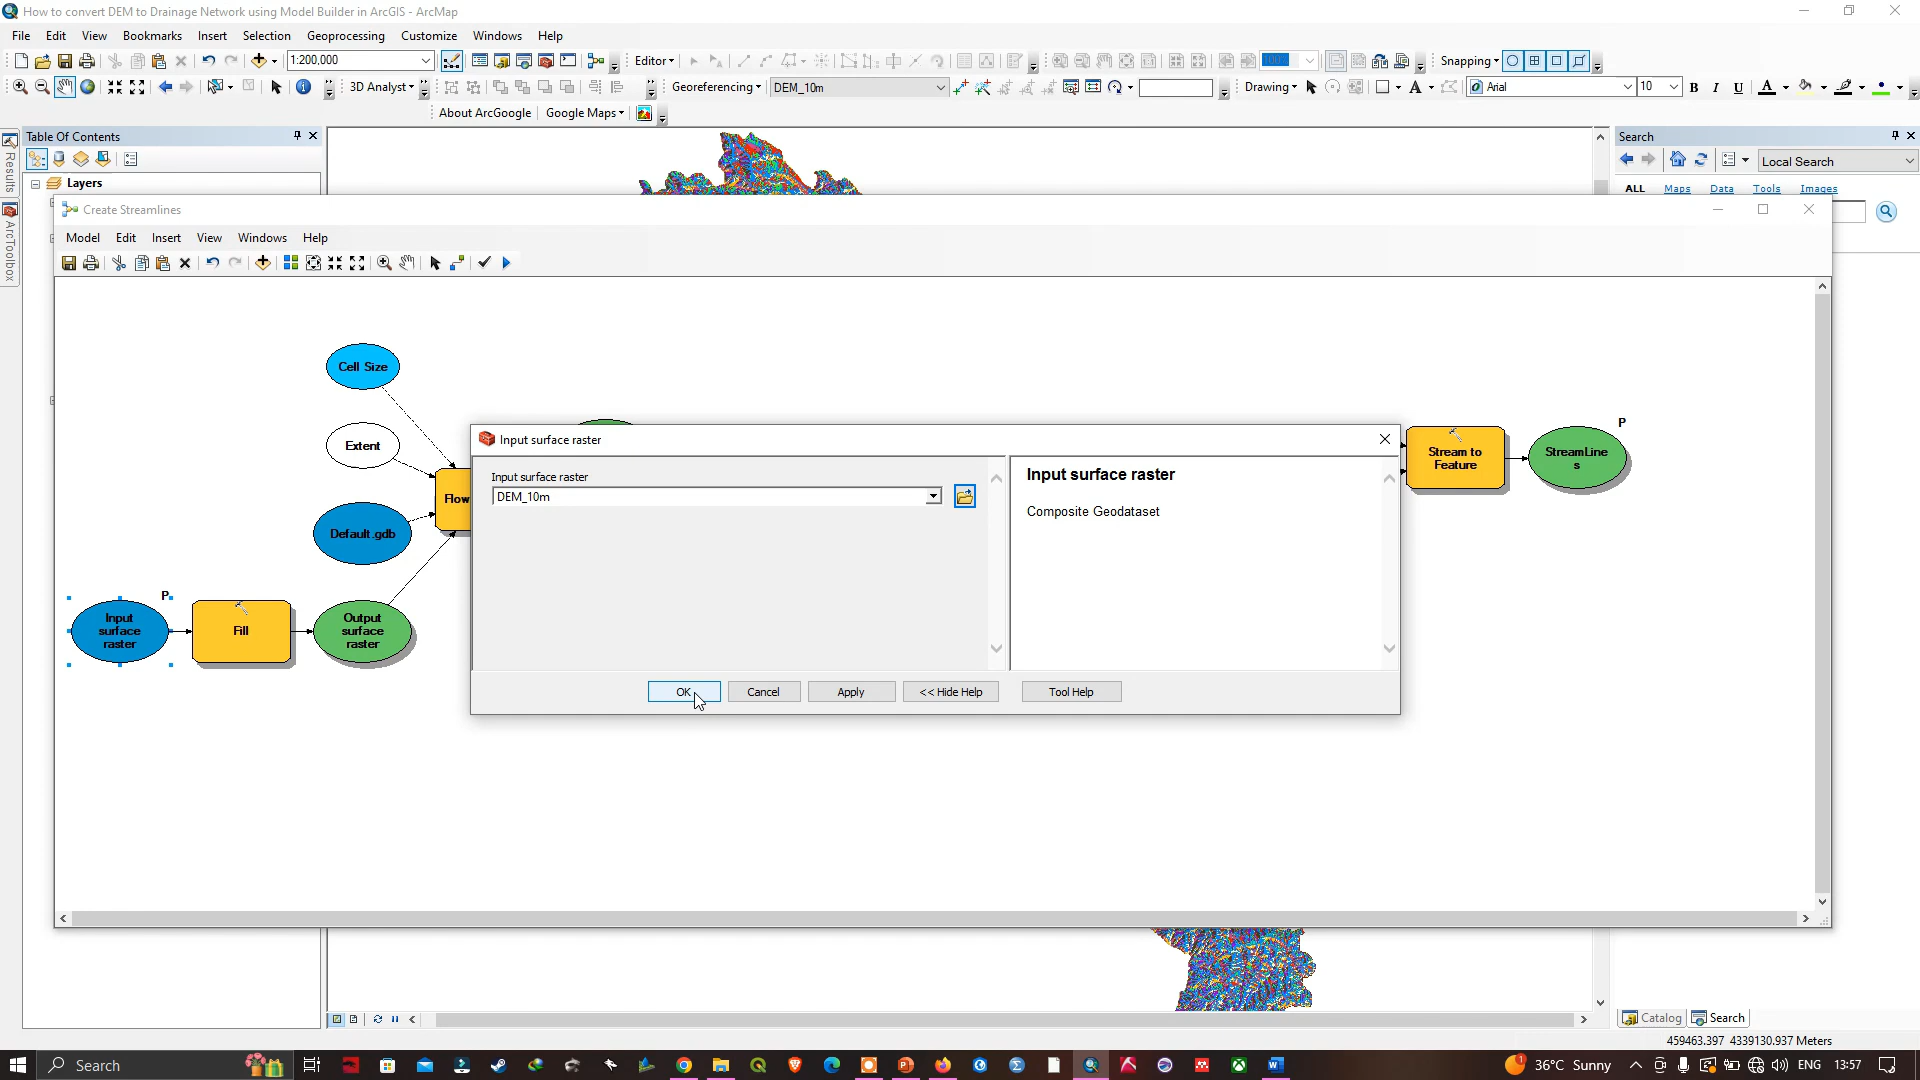 How to convert DEM to Drainage Network using Model Builder in ArcGIS - ArcMap
File Edit View Bookmarks Insert Selection Geoprocessing Customize Windows Help
1:200,000 Editor 100% Snapping
3D Analyst Georeferencing DEM_10m Drawing A Arial 10 B I U A
About ArcGoogle Google Maps
Table Of Contents
Search
Local Search
Layers
ALL Maps Data Tools Images
Results
ArcToolbox
Create Streamlines
Model Edit Insert View Windows Help
Cell Size
Extent
Flow
Default.gdb
P
Input
surface
raster
Fill
Output
surface
raster
Input surface raster
Input surface raster
DEM_10m
Input surface raster
Composite Geodataset
OK Cancel Apply << Hide Help Tool Help
Stream to
Feature
P
StreamLine
s
Catalog Search
459463.397 4339130.937 Meters
Search
1
36°C Sunny
ENG 13:57